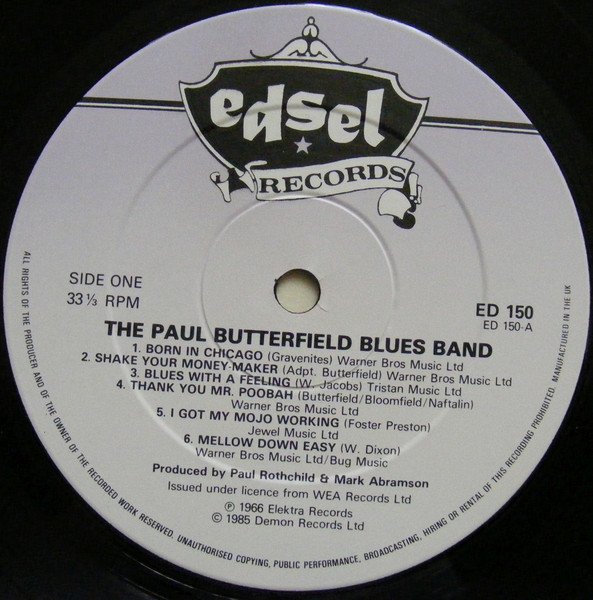 edsel
RECORDS
SIDE ONE
33 ⅓ RPM
ED 150
ED 150-A
THE PAUL BUTTERFIELD BLUES BAND
1. BORN IN CHICAGO (Gravenites) Warner Bros Music Ltd
2. SHAKE YOUR MONEY-MAKER (Adpt. Butterfield) Warner Bros Music Ltd
3. BLUES WITH A FEELING (W. Jacobs) Tristan Music Ltd
4. THANK YOU MR. POOBAH (Butterfield/Bloomfield/Naftalin)
Warner Bros Music Ltd
5. I GOT MY MOJO WORKING (Foster Preston)
Jewel Music Ltd
6. MELLOW DOWN EASY (W. Dixon)
Warner Bros Music Ltd/Bug Music
Produced by Paul Rothchild & Mark Abramson
Issued under licence from WEA Records Ltd
Ⓟ 1966 Elektra Records
© 1985 Demon Records Ltd
ALL RIGHTS OF THE PRODUCER AND OF THE OWNER OF THE RECORDED WORK RESERVED. UNAUTHORISED COPYING, PUBLIC PERFORMANCE, BROADCASTING, HIRING OR RENTAL OF THIS RECORDING PROHIBITED. MANUFACTURED IN THE UK